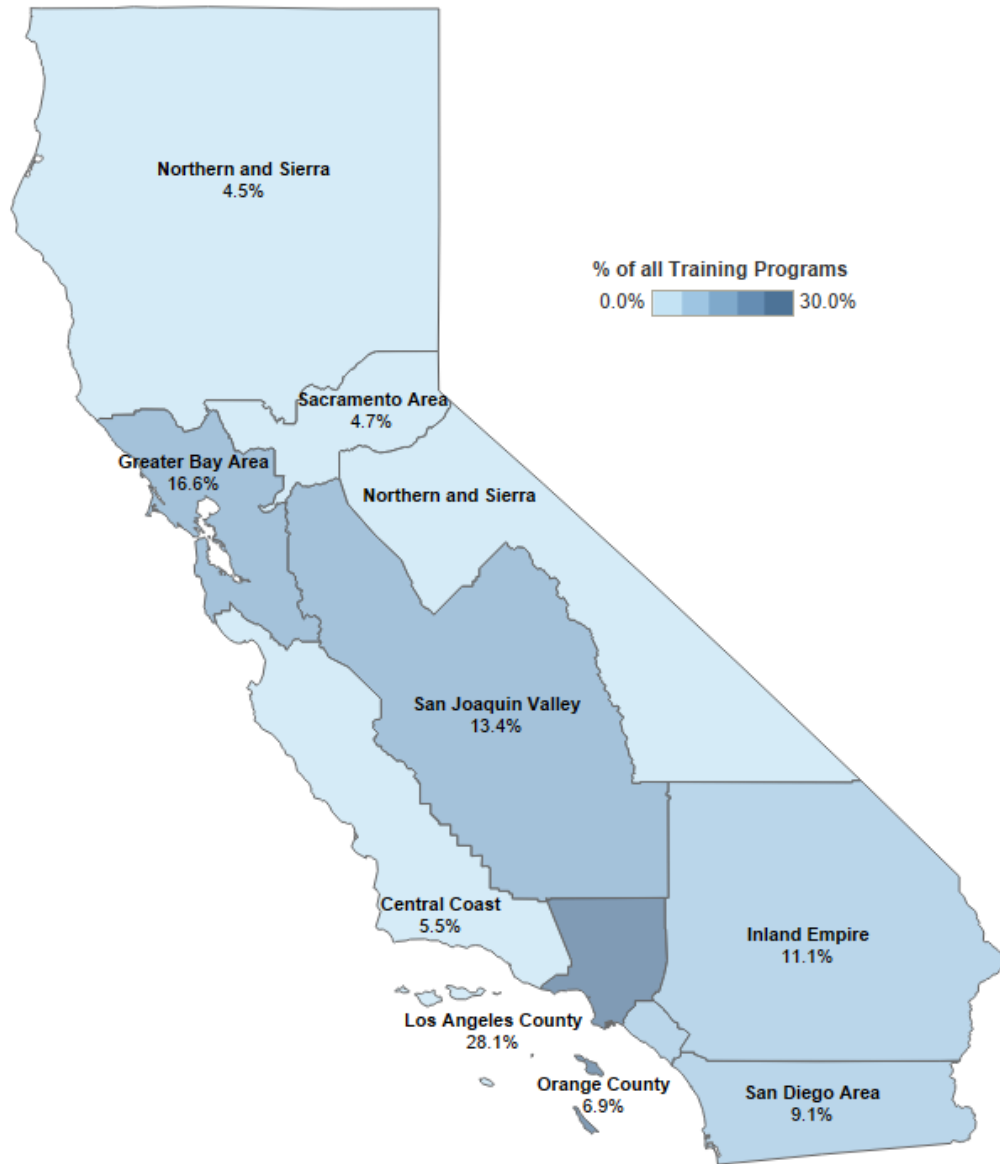 Northern and Sierra
4.5%
% of all Training Programs
0.0% 30.0%
Sacramento Area
4.7%
Greater Bay Area
16.6%
Northern and Sierra
San Joaquin Valley
13.4%
Central Coast
5.5%
Inland Empire
11.1%
Los Angeles County
28.1%
Orange County
6.9%
San Diego Area
9.1%